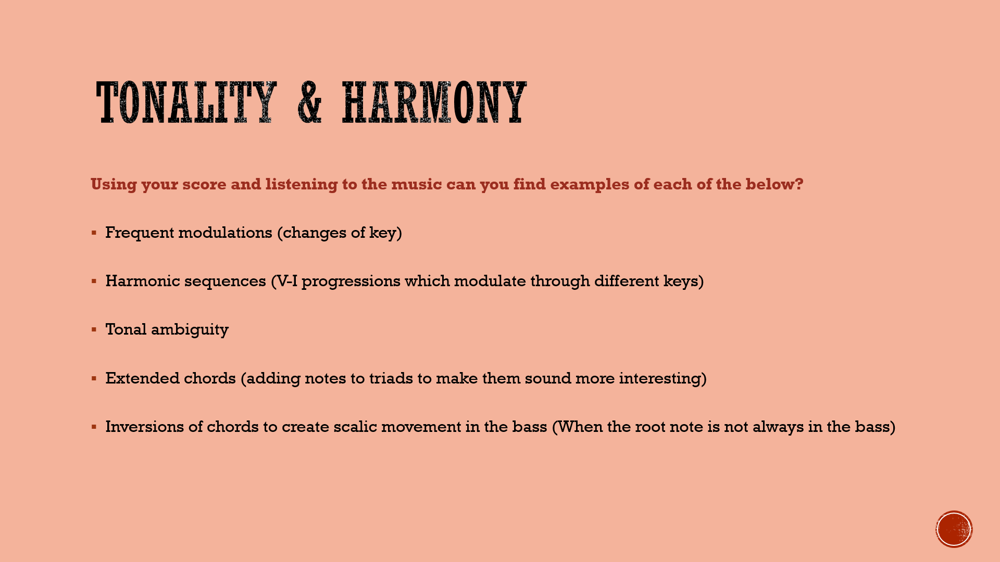 TONALITY & HARMONY
Using your score and listening to the music can you find examples of each of the below?
▪ Frequent modulations (changes of key)
▪ Harmonic sequences (V-I progressions which modulate through different keys)
▪ Tonal ambiguity
▪ Extended chords (adding notes to triads to make them sound more interesting)
▪ Inversions of chords to create scalic movement in the bass (When the root note is not always in the bass)